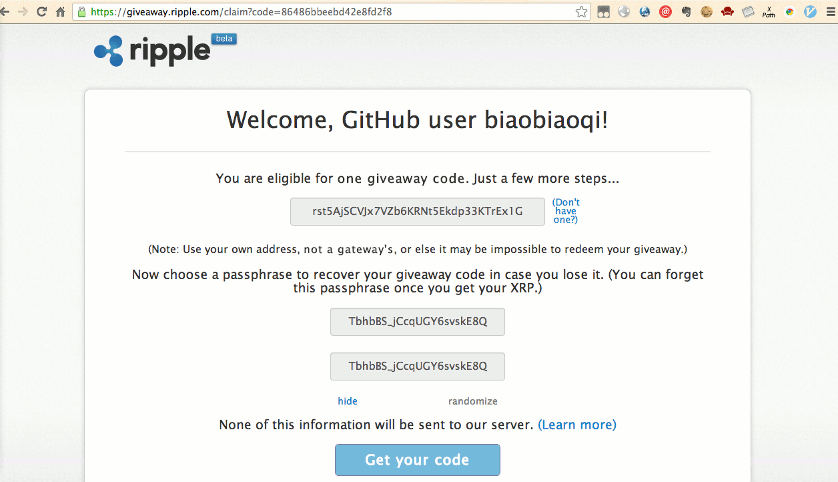 https://giveaway.ripple.com/claim?code=86486bbeebd42e8fd2f8
ripple
beta
Welcome, GitHub user biaobiaoqi!
You are eligible for one giveaway code. Just a few more steps...
rst5AjSCVJx7VZb6KRNt5Ekdp33KTrEx1G
(Don't
have
one?)
(Note: Use your own address, not a gateway's, or else it may be impossible to redeem your giveaway.)
Now choose a passphrase to recover your giveaway code in case you lose it. (You can forget
this passphrase once you get your XRP.)
TbhbBS_jCcqUGY6svskE8Q
TbhbBS_jCcqUGY6svskE8Q
hide randomize
None of this information will be sent to our server. (Learn more)
Get your code